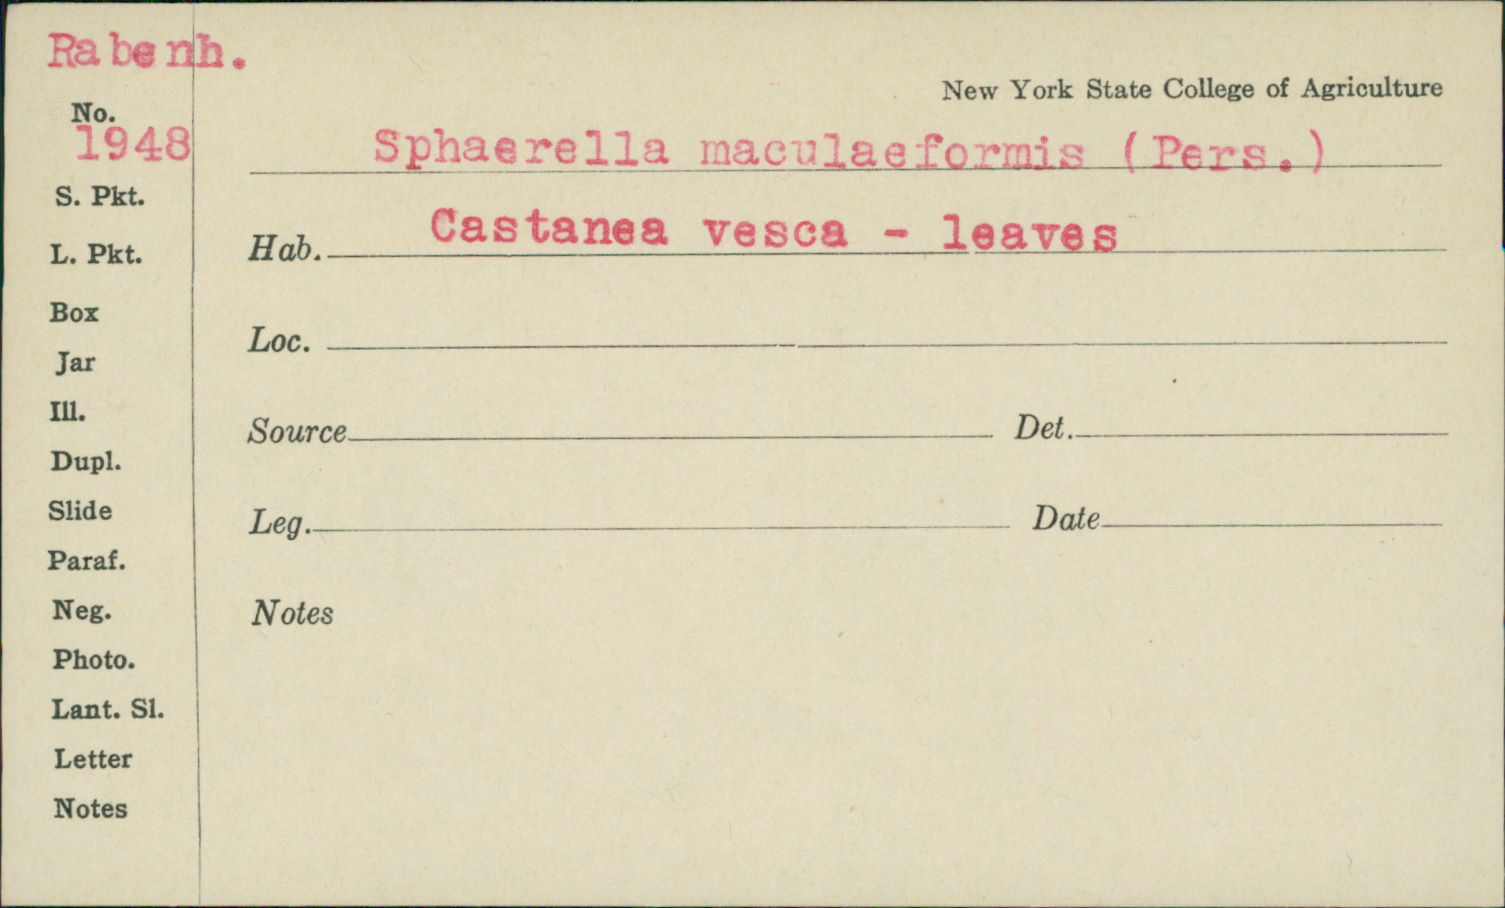 Rabenh.
New York State College of Agriculture
No.
1948
Sphaerella maculaeformis (Pers.)
S. Pkt.
Hab. Castanea vesca - leaves
L. Pkt.
Box
Loc.
Jar
Ill.
Source Det.
Dupl.
Slide
Leg. Date
Paraf.
Neg.
Notes
Photo.
Lant. Sl.
Letter
Notes